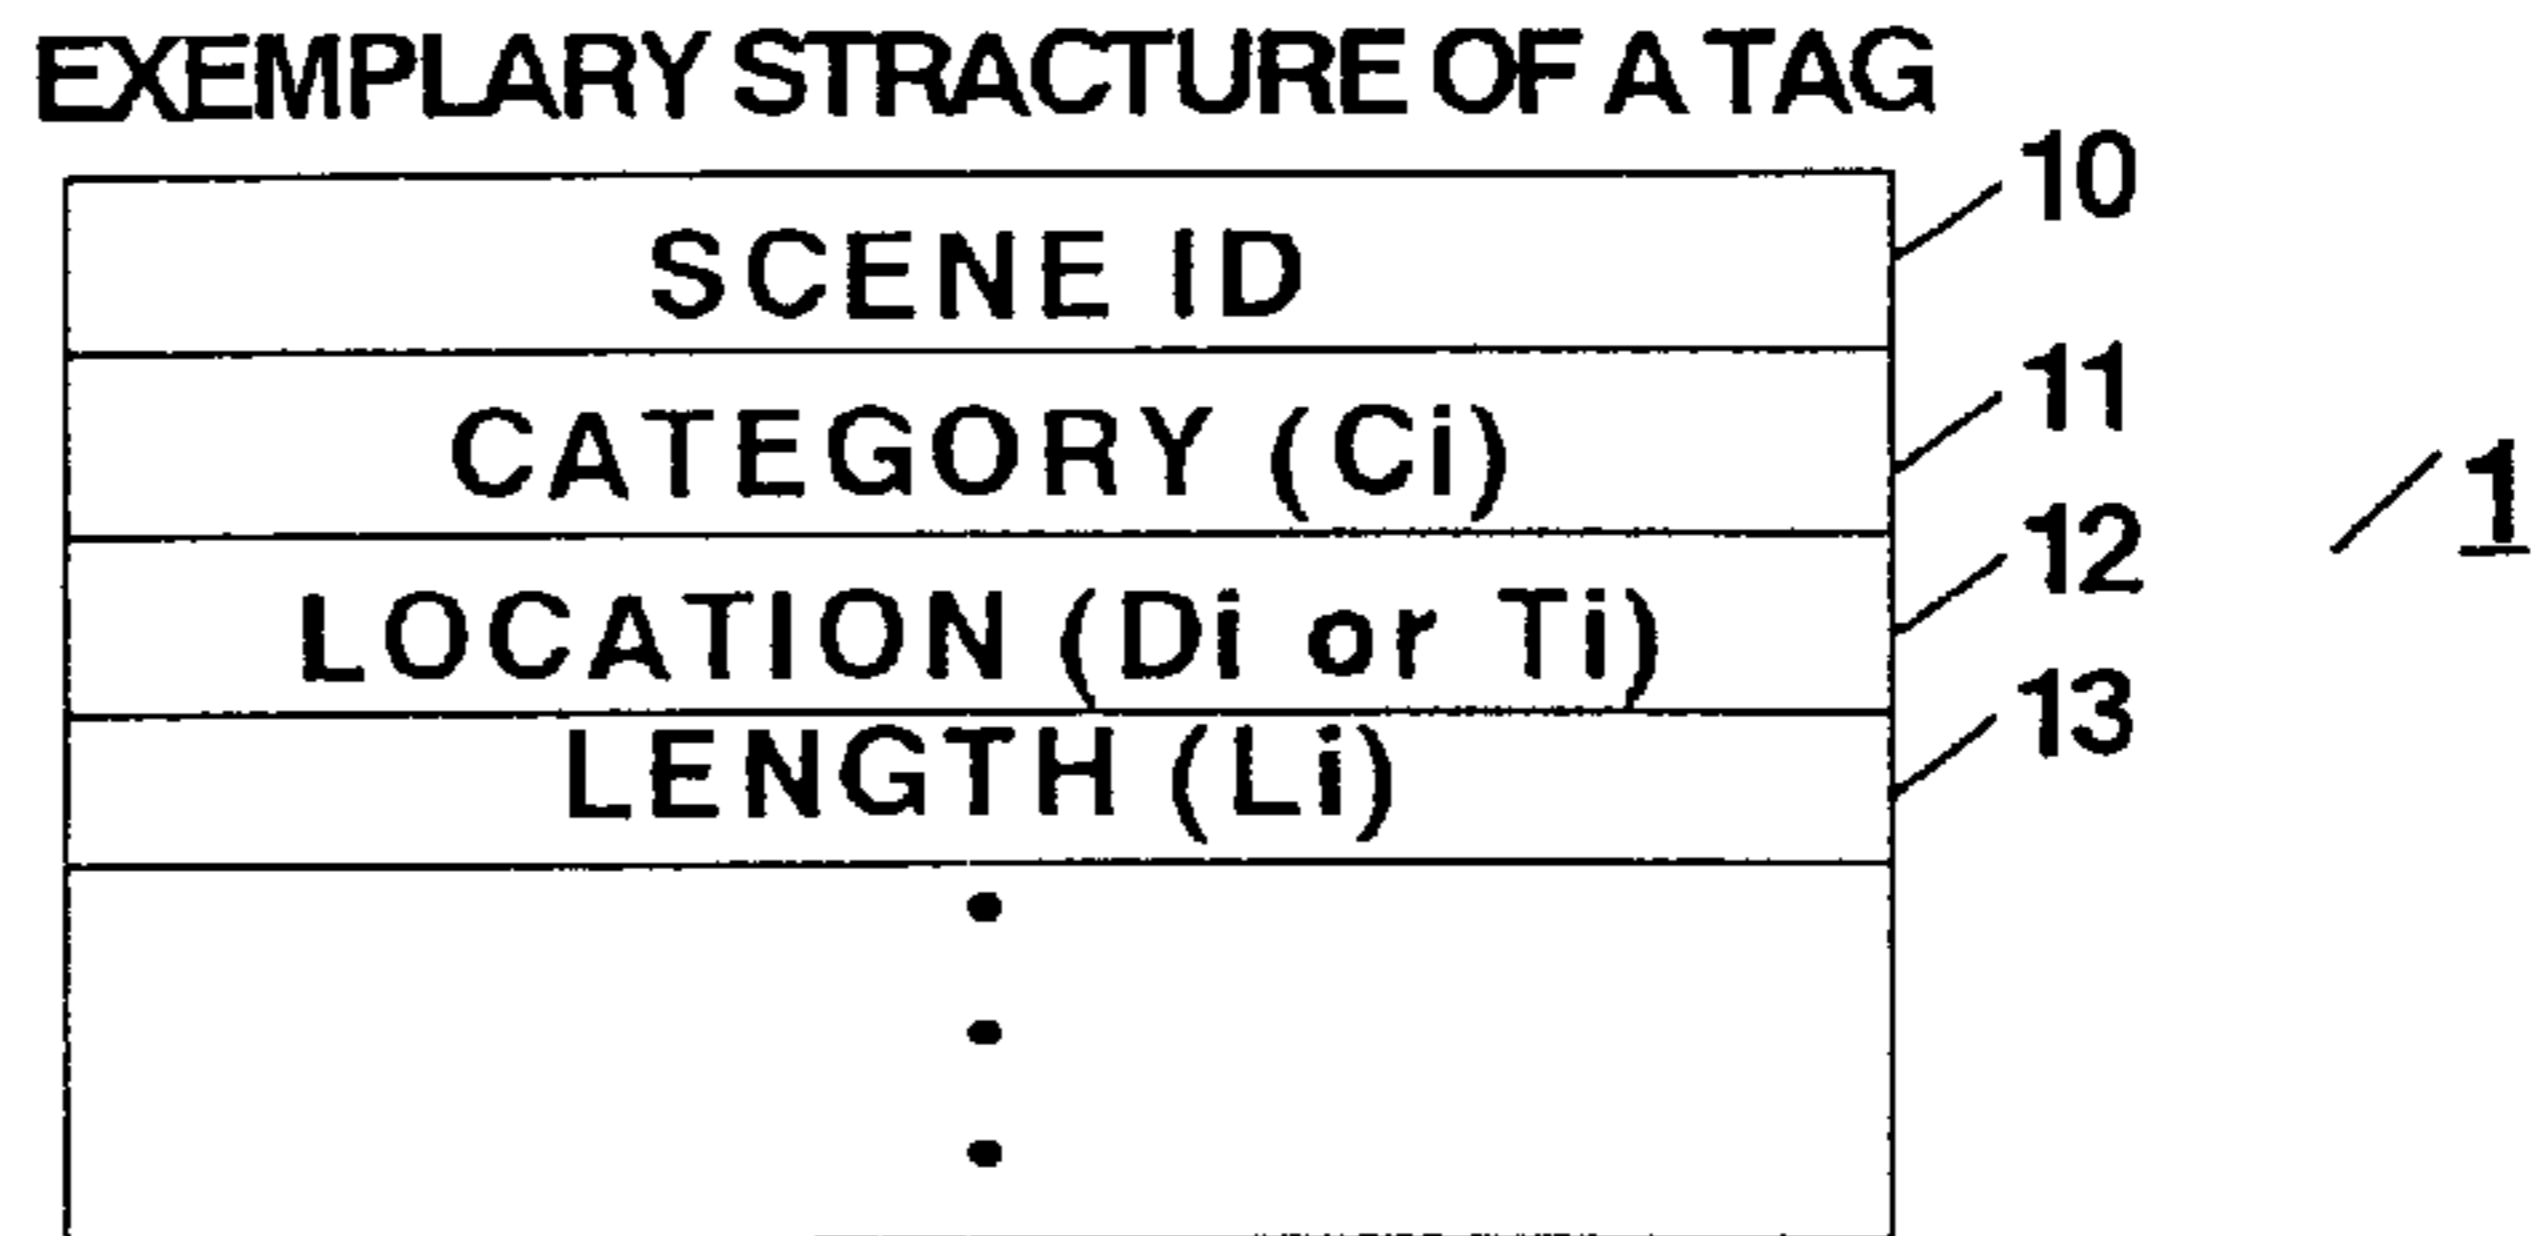 EXEMPLARY STRACTURE OF A TAG
10
SCENE ID
11
CATEGORY (Ci)
1
12
LOCATION (Di or Ti)
13
LENGTH (Li)